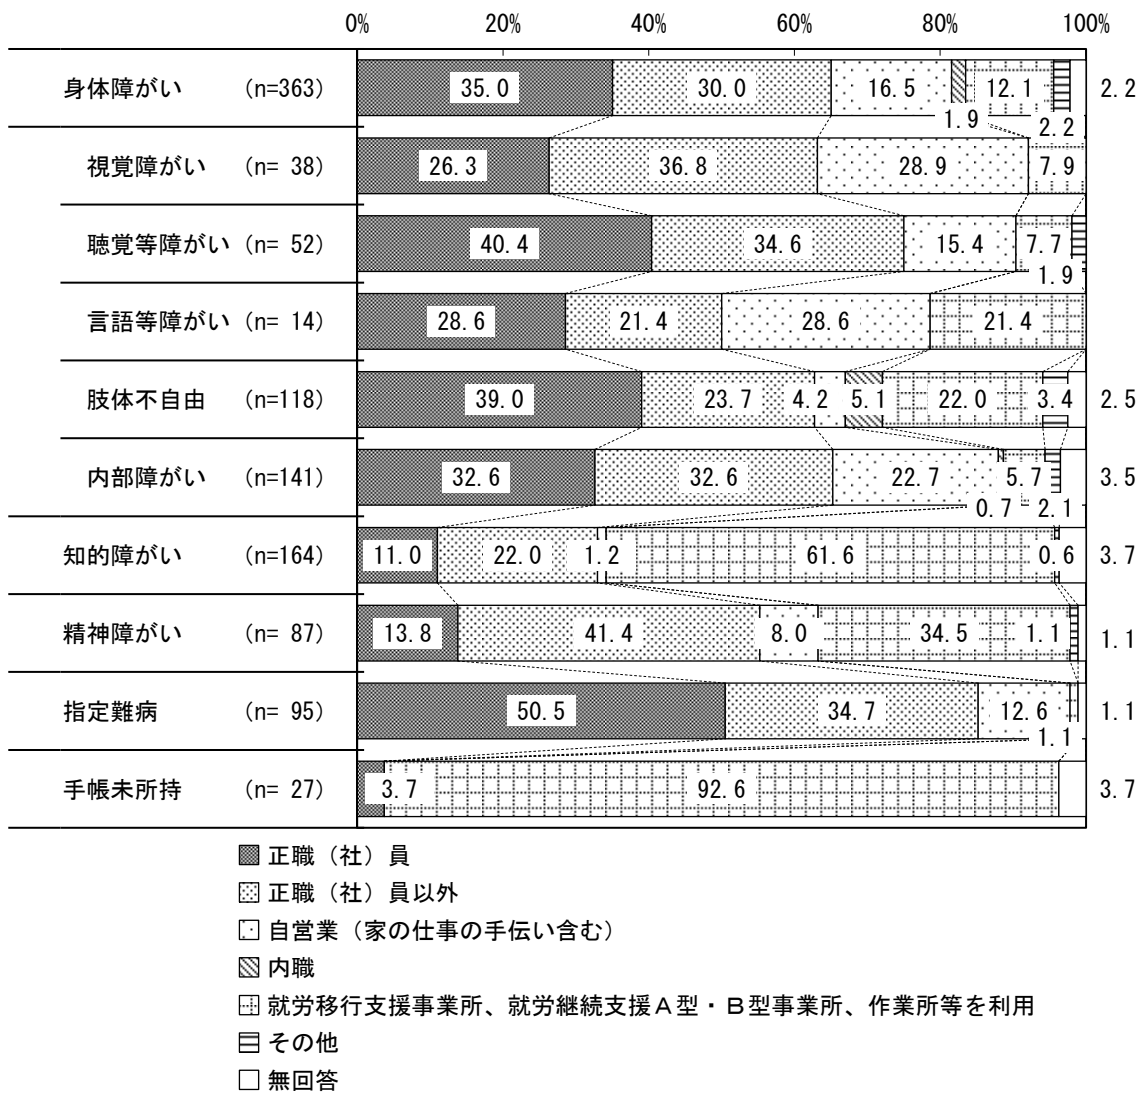 0% 20% 40% 60% 80% 100%
身体障がい (n=363) 35.0 30.0 16.5 1.9 12.1 2.2 2.2
視覚障がい (n= 38) 26.3 36.8 28.9 7.9
聴覚等障がい (n= 52) 40.4 34.6 15.4 7.7 1.9
言語等障がい (n= 14) 28.6 21.4 28.6 21.4
肢体不自由 (n=118) 39.0 23.7 4.2 5.1 22.0 3.4 2.5
内部障がい (n=141) 32.6 32.6 22.7 0.7 5.7 2.1 3.5
知的障がい (n=164) 11.0 22.0 1.2 61.6 0.6 3.7
精神障がい (n= 87) 13.8 41.4 8.0 34.5 1.1 1.1
指定難病 (n= 95) 50.5 34.7 12.6 1.1 1.1
手帳未所持 (n= 27) 3.7 92.6 3.7
正職（社）員
正職（社）員以外
自営業（家の仕事の手伝い含む）
内職
就労移行支援事業所、就労継続支援Ａ型・Ｂ型事業所、作業所等を利用
その他
無回答